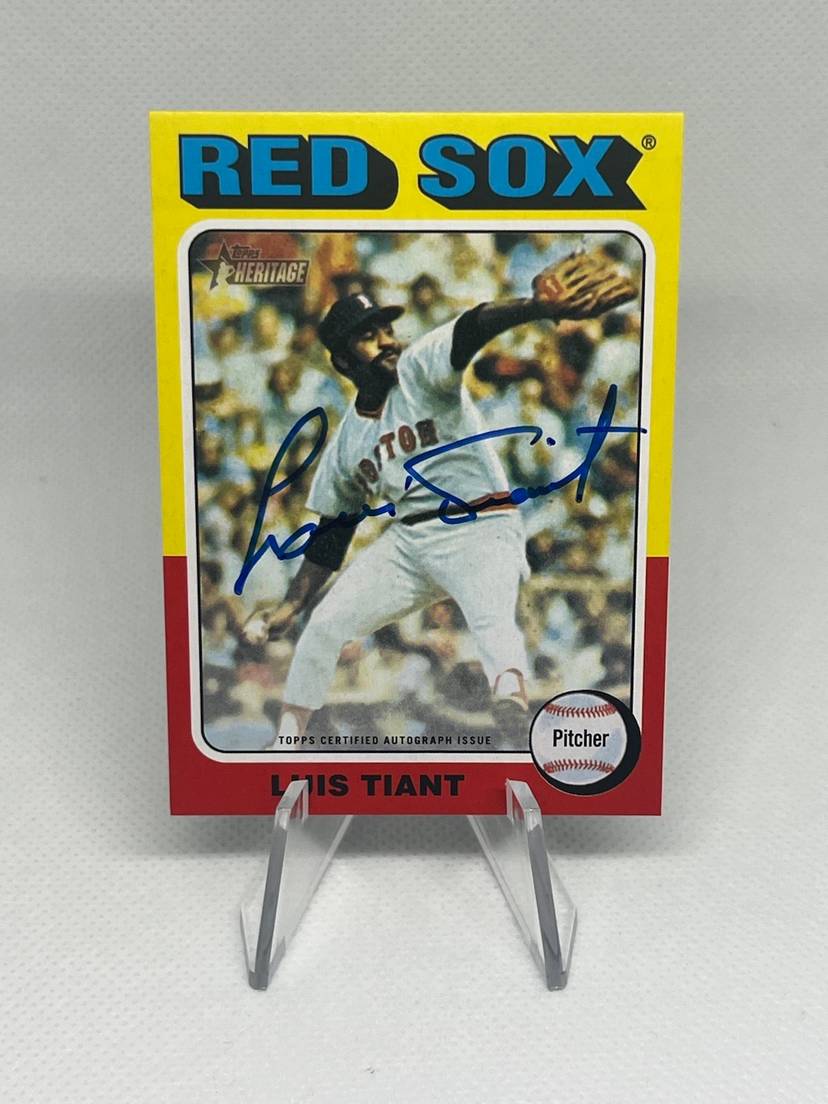 RED SOX®
TOPPS
HERITAGE
BOSTON
Luis Tiant
TOPPS CERTIFIED AUTOGRAPH ISSUE
Pitcher
LUIS TIANT